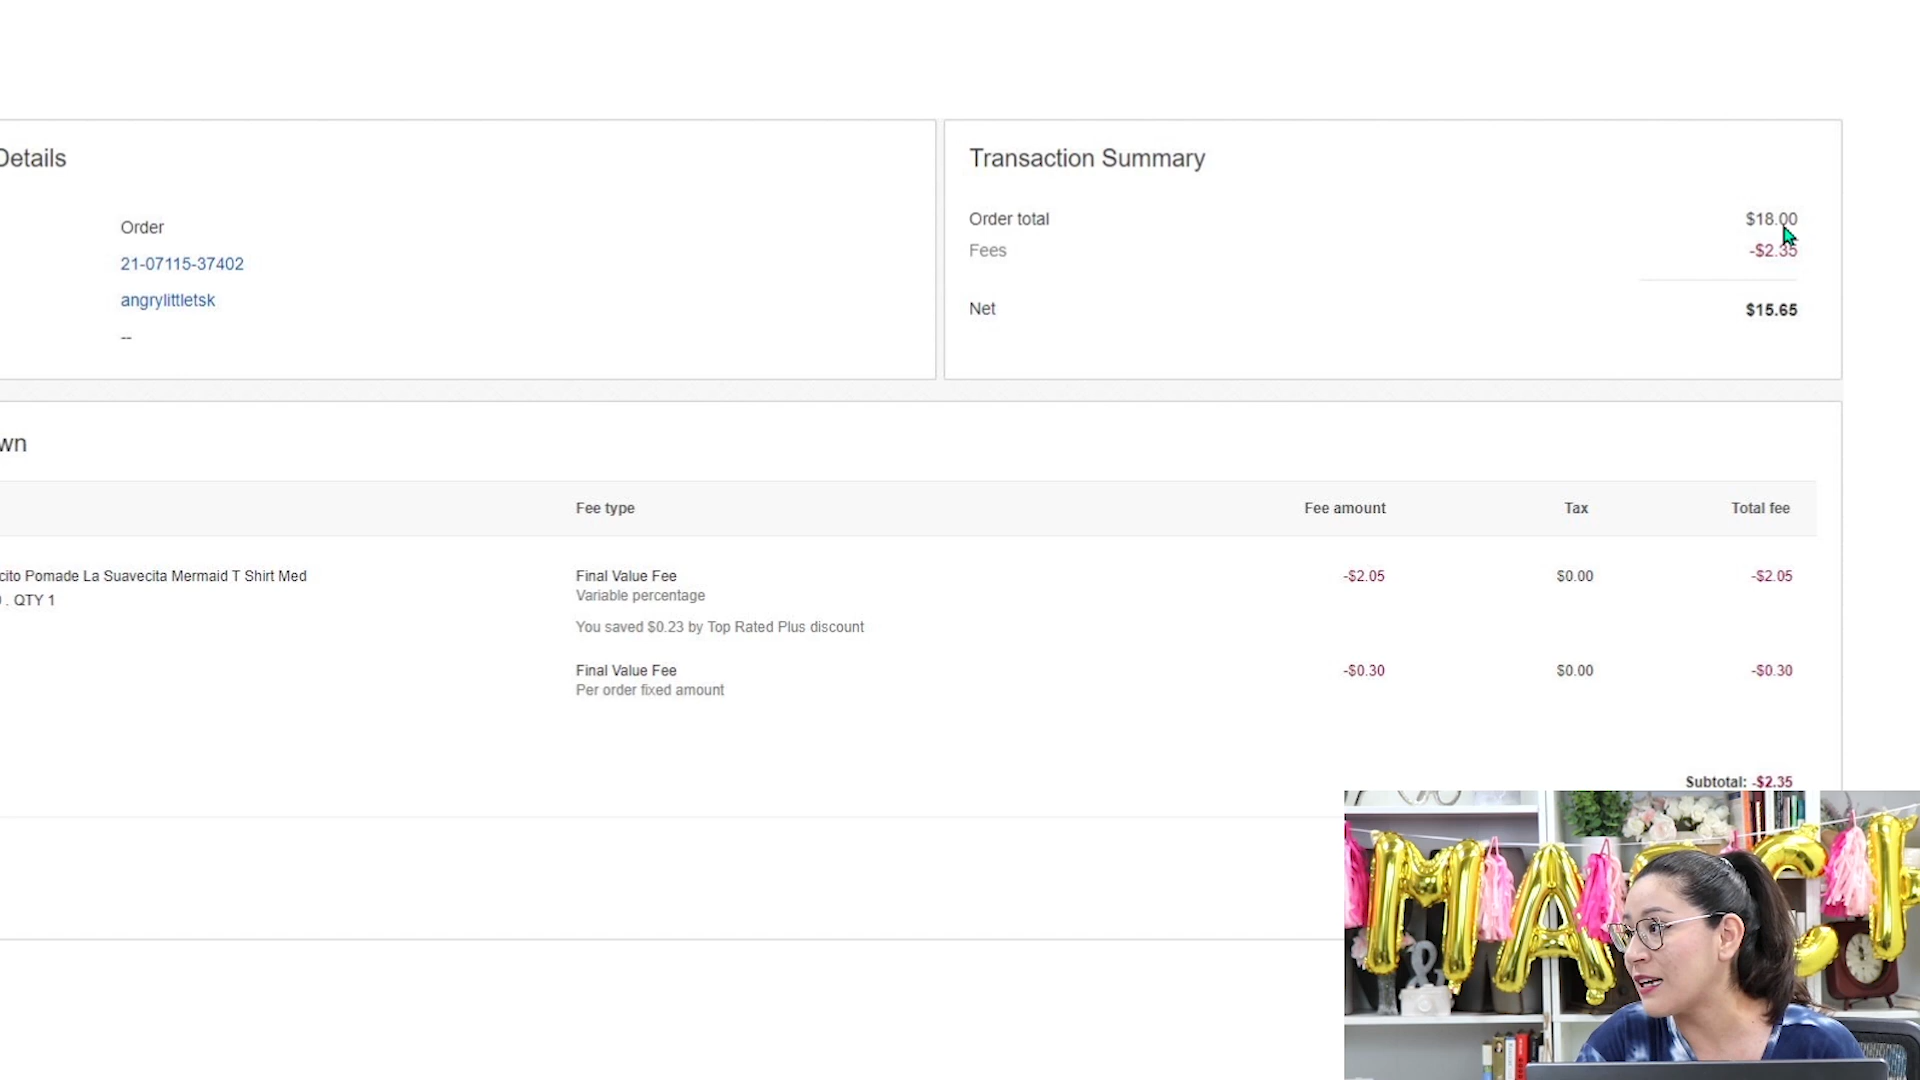 Details
Order
21-07115-37402
angrylittletsk
--
Transaction Summary
Order total $18.00
Fees -$2.35
Net $15.65
wn
Fee type Fee amount Tax Total fee
cito Pomade La Suavecita Mermaid T Shirt Med
. QTY 1
Final Value Fee -$2.05 $0.00 -$2.05
Variable percentage
You saved $0.23 by Top Rated Plus discount
Final Value Fee -$0.30 $0.00 -$0.30
Per order fixed amount
Subtotal: -$2.35
MA
&